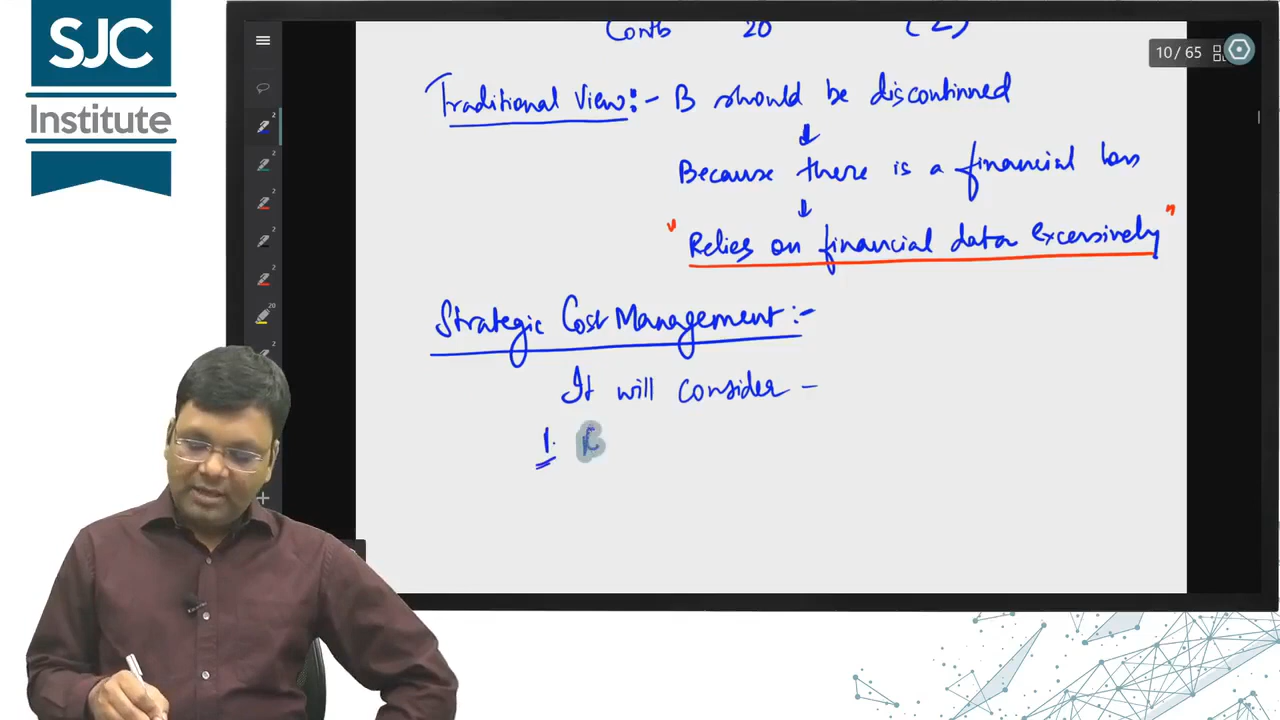 SJC
Institute
10 / 65
Contb 20 (2)
Traditional View:- B should be discontinued
Because there is a financial loss
"Relies on financial data excessively"
Strategic Cost Management :-
It will consider -
1.